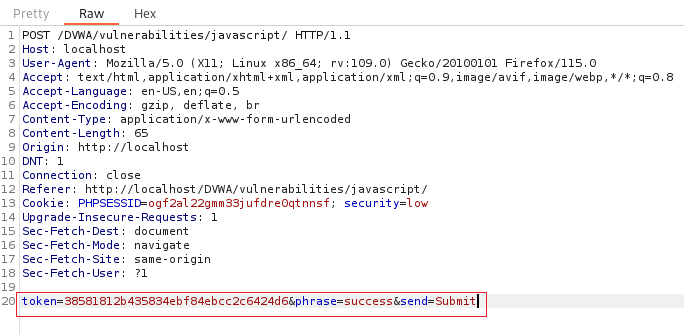 Pretty Raw Hex
1 POST /DVWA/vulnerabilities/javascript/ HTTP/1.1
2 Host: localhost
3 User-Agent: Mozilla/5.0 (X11; Linux x86_64; rv:109.0) Gecko/20100101 Firefox/115.0
4 Accept: text/html,application/xhtml+xml,application/xml;q=0.9,image/avif,image/webp,*/*;q=0.8
5 Accept-Language: en-US,en;q=0.5
6 Accept-Encoding: gzip, deflate, br
7 Content-Type: application/x-www-form-urlencoded
8 Content-Length: 65
9 Origin: http://localhost
10 DNT: 1
11 Connection: close
12 Referer: http://localhost/DVWA/vulnerabilities/javascript/
13 Cookie: PHPSESSID=ogf2al22gmm33jufdre0qtnnsf; security=low
14 Upgrade-Insecure-Requests: 1
15 Sec-Fetch-Dest: document
16 Sec-Fetch-Mode: navigate
17 Sec-Fetch-Site: same-origin
18 Sec-Fetch-User: ?1
19
20 token=38581812b435834ebf84ebcc2c6424d6&phrase=success&send=Submit